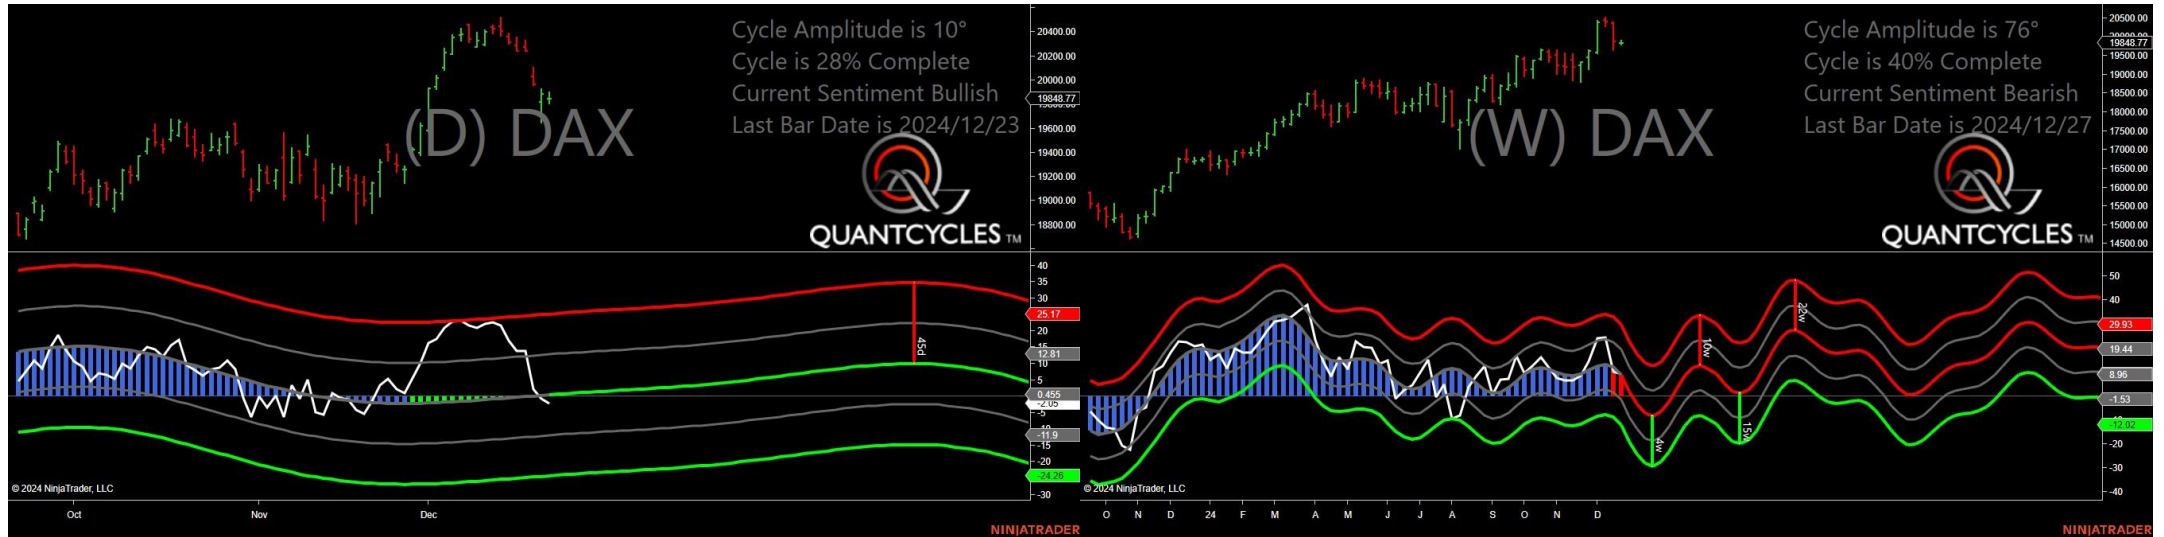 Cycle Amplitude is 10°
Cycle is 28% Complete
Current Sentiment Bullish
Last Bar Date is 2024/12/23
(D) DAX
QUANTCYCLES TM
20400.00
20200.00
20000.00
19848.77
19600.00
19400.00
19200.00
19000.00
18800.00
40
35
30
25.17
20
15
12.81
10
5
0.455
-2.05
-5
-11.9
-15
-20
-24.26
-30
45d
© 2024 NinjaTrader, LLC
Oct
Nov
Dec
NINJATRADER
Cycle Amplitude is 76°
Cycle is 40% Complete
Current Sentiment Bearish
Last Bar Date is 2024/12/27
(W) DAX
QUANTCYCLES TM
20500.00
19848.77
19500.00
19000.00
18500.00
18000.00
17500.00
17000.00
16500.00
16000.00
15500.00
15000.00
14500.00
50
40
29.93
19.44
8.96
-1.53
-12.02
-20
-30
-40
4w
10w
15w
22w
© 2024 NinjaTrader, LLC
O
N
D
24
F
M
A
M
J
J
A
S
O
N
D
NINJATRADER